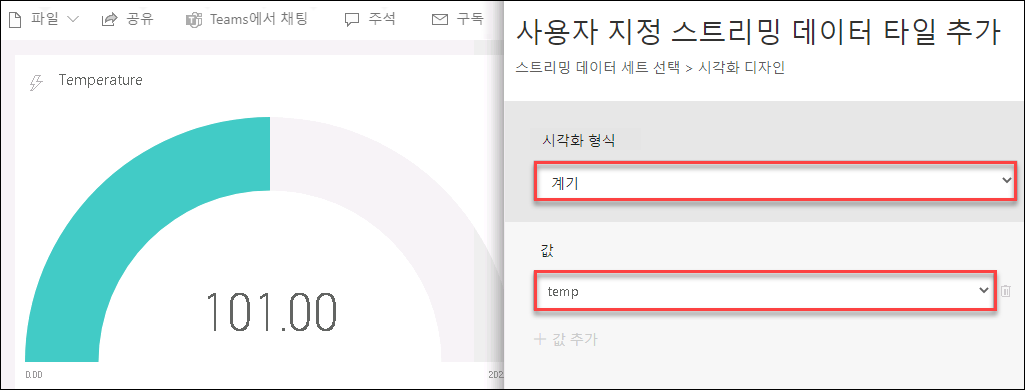 파일 공유 Teams에서 채팅 주석 구독
Temperature
101.00
0.00
사용자 지정 스트리밍 데이터 타일 추가
스트리밍 데이터 세트 선택 > 시각화 디자인
시각화 형식
계기
값
temp
+ 값 추가